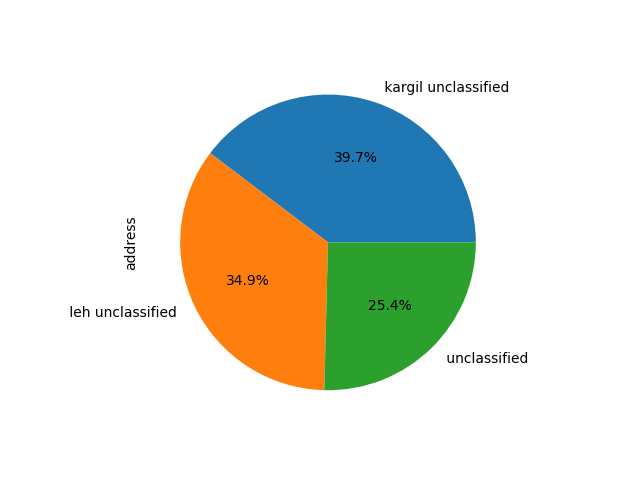 kargil unclassified
39.7%
address
34.9%
leh unclassified
25.4%
unclassified